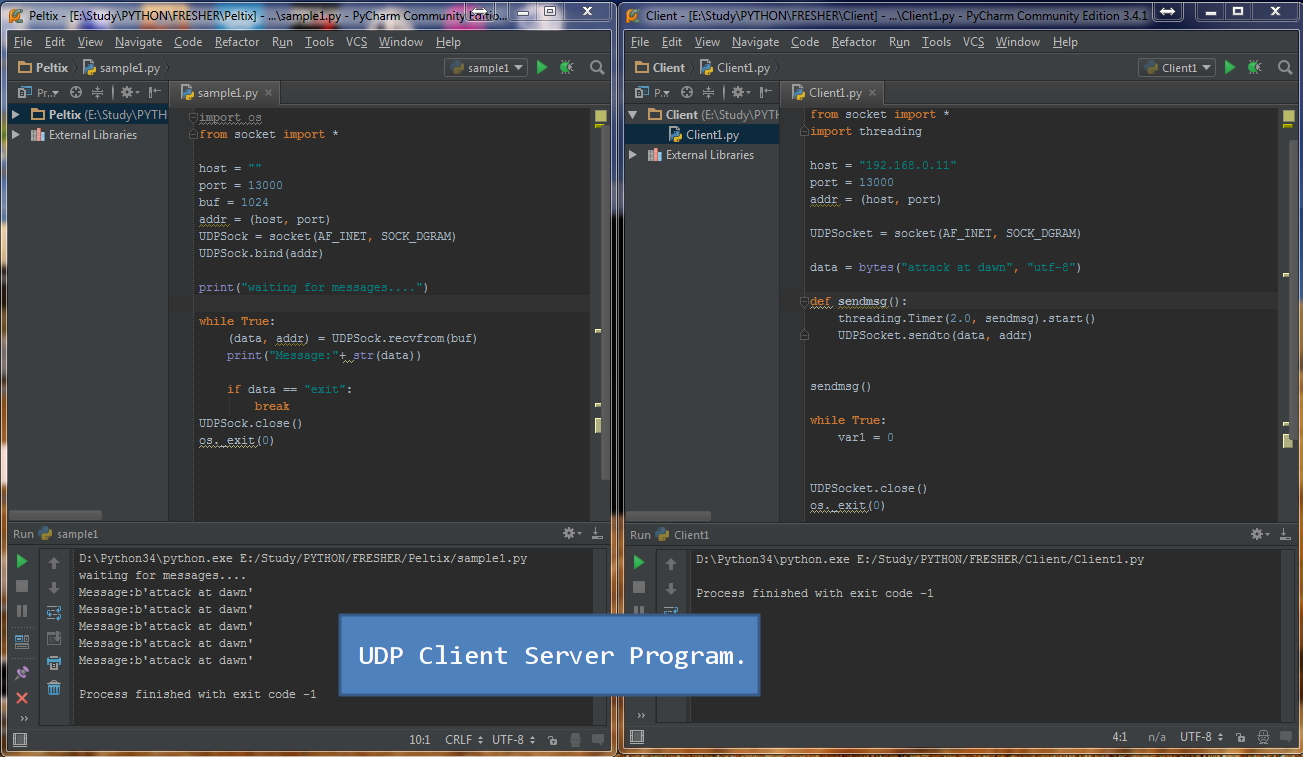 Peltix - [E:\Study\PYTHON\FRESHER\Peltix] - ...\sample1.py - PyCharm Community Editio...
File Edit View Navigate Code Refactor Run Tools VCS Window Help
Peltix sample1.py sample1
Pr... sample1.py
Peltix (E:\Study\PYTH
External Libraries
import os
from socket import *
host = ""
port = 13000
buf = 1024
addr = (host, port)
UDPSock = socket(AF_INET, SOCK_DGRAM)
UDPSock.bind(addr)
print("waiting for messages....")
while True:
(data, addr) = UDPSock.recvfrom(buf)
print("Message:"+ str(data))
if data == "exit":
break
UDPSock.close()
os._exit(0)
Run sample1
D:\Python34\python.exe E:/Study/PYTHON/FRESHER/Peltix/sample1.py
waiting for messages....
Message:b'attack at dawn'
Message:b'attack at dawn'
Message:b'attack at dawn'
Message:b'attack at dawn'
Message:b'attack at dawn'
Process finished with exit code -1
10:1 CRLF UTF-8
Client - [E:\Study\PYTHON\FRESHER\Client] - ...\Client1.py - PyCharm Community Edition 3.4.1
File Edit View Navigate Code Refactor Run Tools VCS Window Help
Client Client1.py Client1
P... Client1.py
Client (E:\Study\PYTH
Client1.py
External Libraries
from socket import *
import threading
host = "192.168.0.11"
port = 13000
addr = (host, port)
UDPSocket = socket(AF_INET, SOCK_DGRAM)
data = bytes("attack at dawn", "utf-8")
def sendmsg():
threading.Timer(2.0, sendmsg).start()
UDPSocket.sendto(data, addr)
sendmsg()
while True:
var1 = 0
UDPSocket.close()
os._exit(0)
Run Client1
D:\Python34\python.exe E:/Study/PYTHON/FRESHER/Client/Client1.py
Process finished with exit code -1
4:1 n/a UTF-8
UDP Client Server Program.